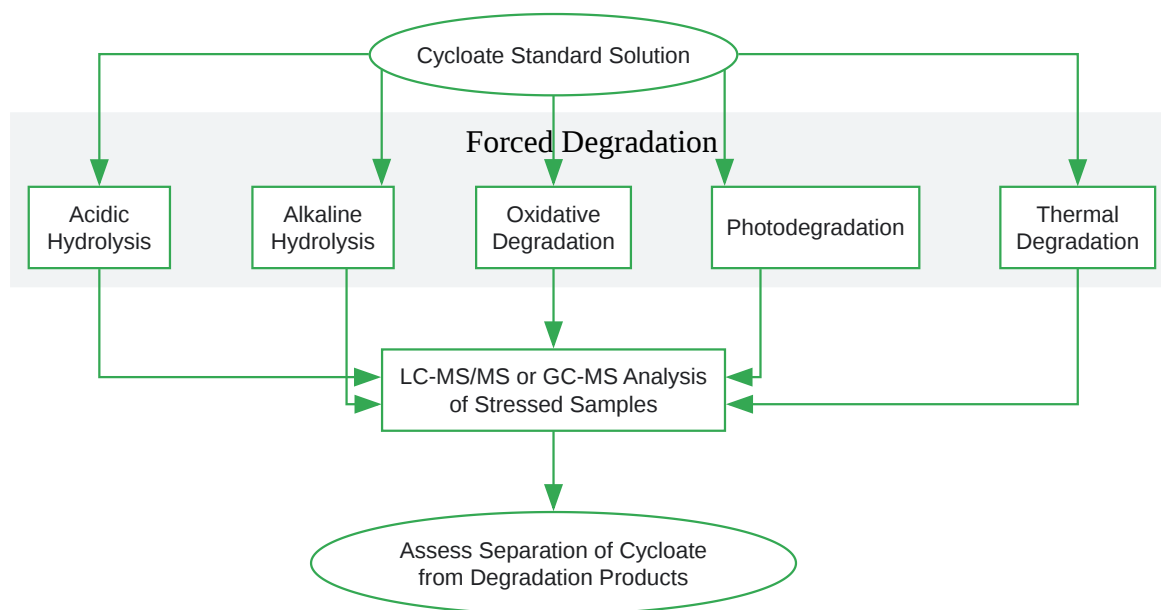 Cycloate Standard Solution
Forced Degradation
Acidic
Hydrolysis
Alkaline
Hydrolysis
Oxidative
Degradation
Photodegradation
Thermal
Degradation
LC-MS/MS or GC-MS Analysis
of Stressed Samples
Assess Separation of Cycloate
from Degradation Products